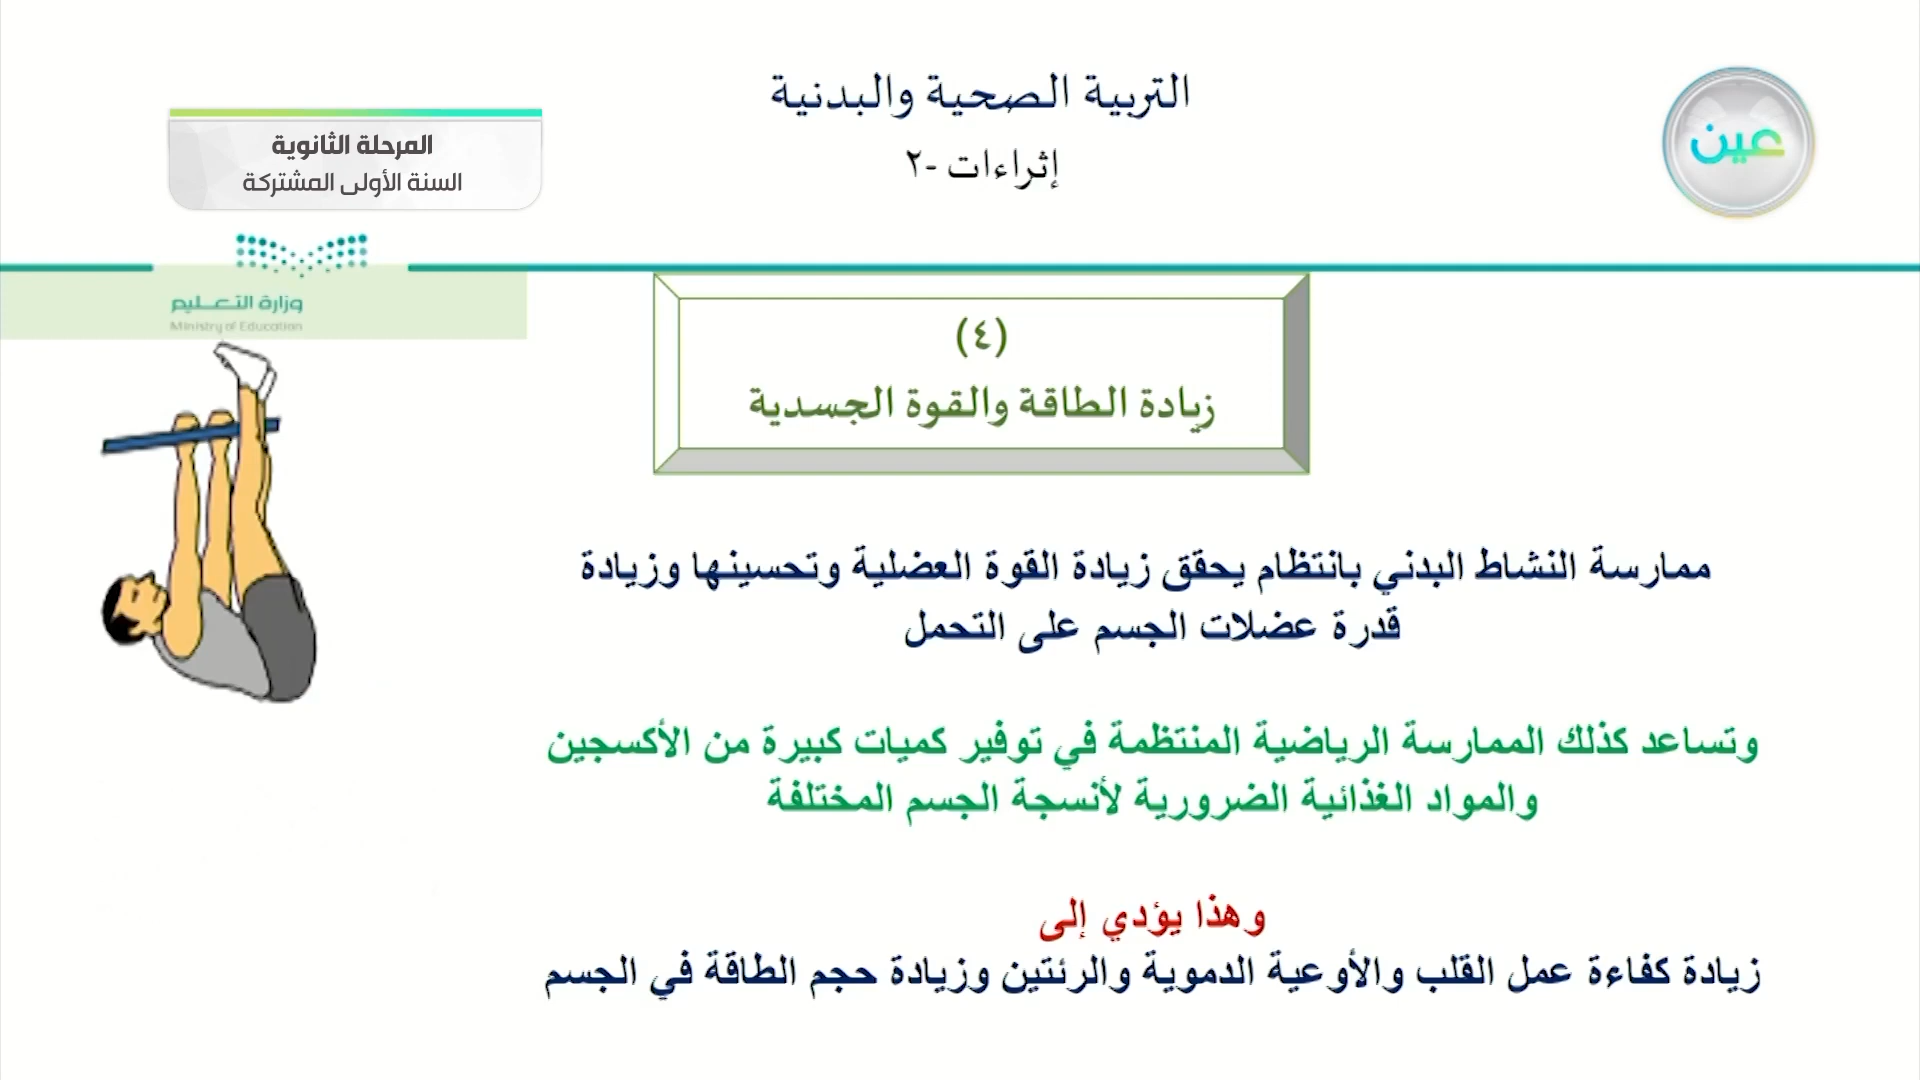 التربية الصحية والبدنية
إثراءات -٢
عين
المرحلة الثانوية
السنة الأولى المشتركة
وزارة التعليم
Ministry of Education
(٤)
زيادة الطاقة والقوة الجسدية
ممارسة النشاط البدني بانتظام يحقق زيادة القوة العضلية وتحسينها وزيادة
قدرة عضلات الجسم على التحمل
وتساعد كذلك الممارسة الرياضية المنتظمة في توفير كميات كبيرة من الأكسجين
والمواد الغذائية الضرورية لأنسجة الجسم المختلفة
وهذا يؤدي إلى
زيادة كفاءة عمل القلب والأوعية الدموية والرئتين وزيادة حجم الطاقة في الجسم